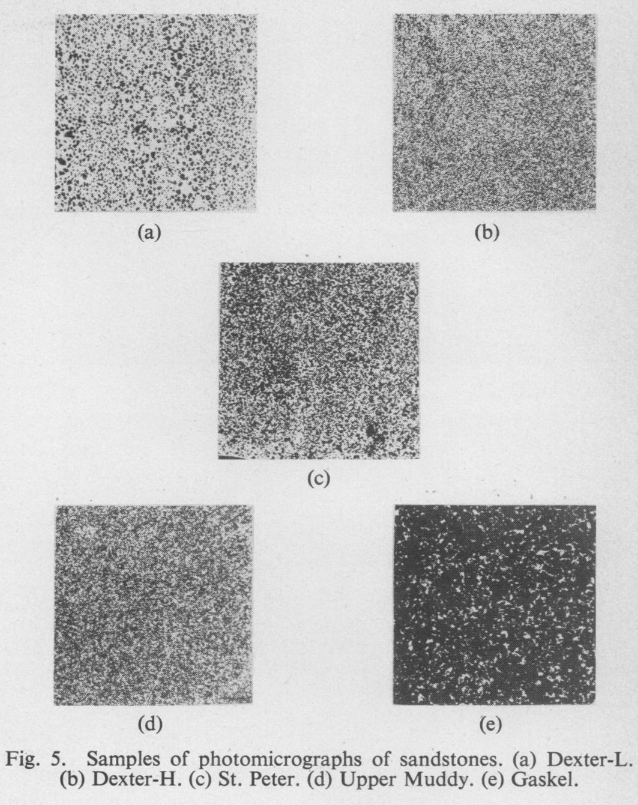 (a)
(b)
(c)
(d)
(e)
Fig. 5. Samples of photomicrographs of sandstones. (a) Dexter-L.
(b) Dexter-H. (c) St. Peter. (d) Upper Muddy. (e) Gaskel.